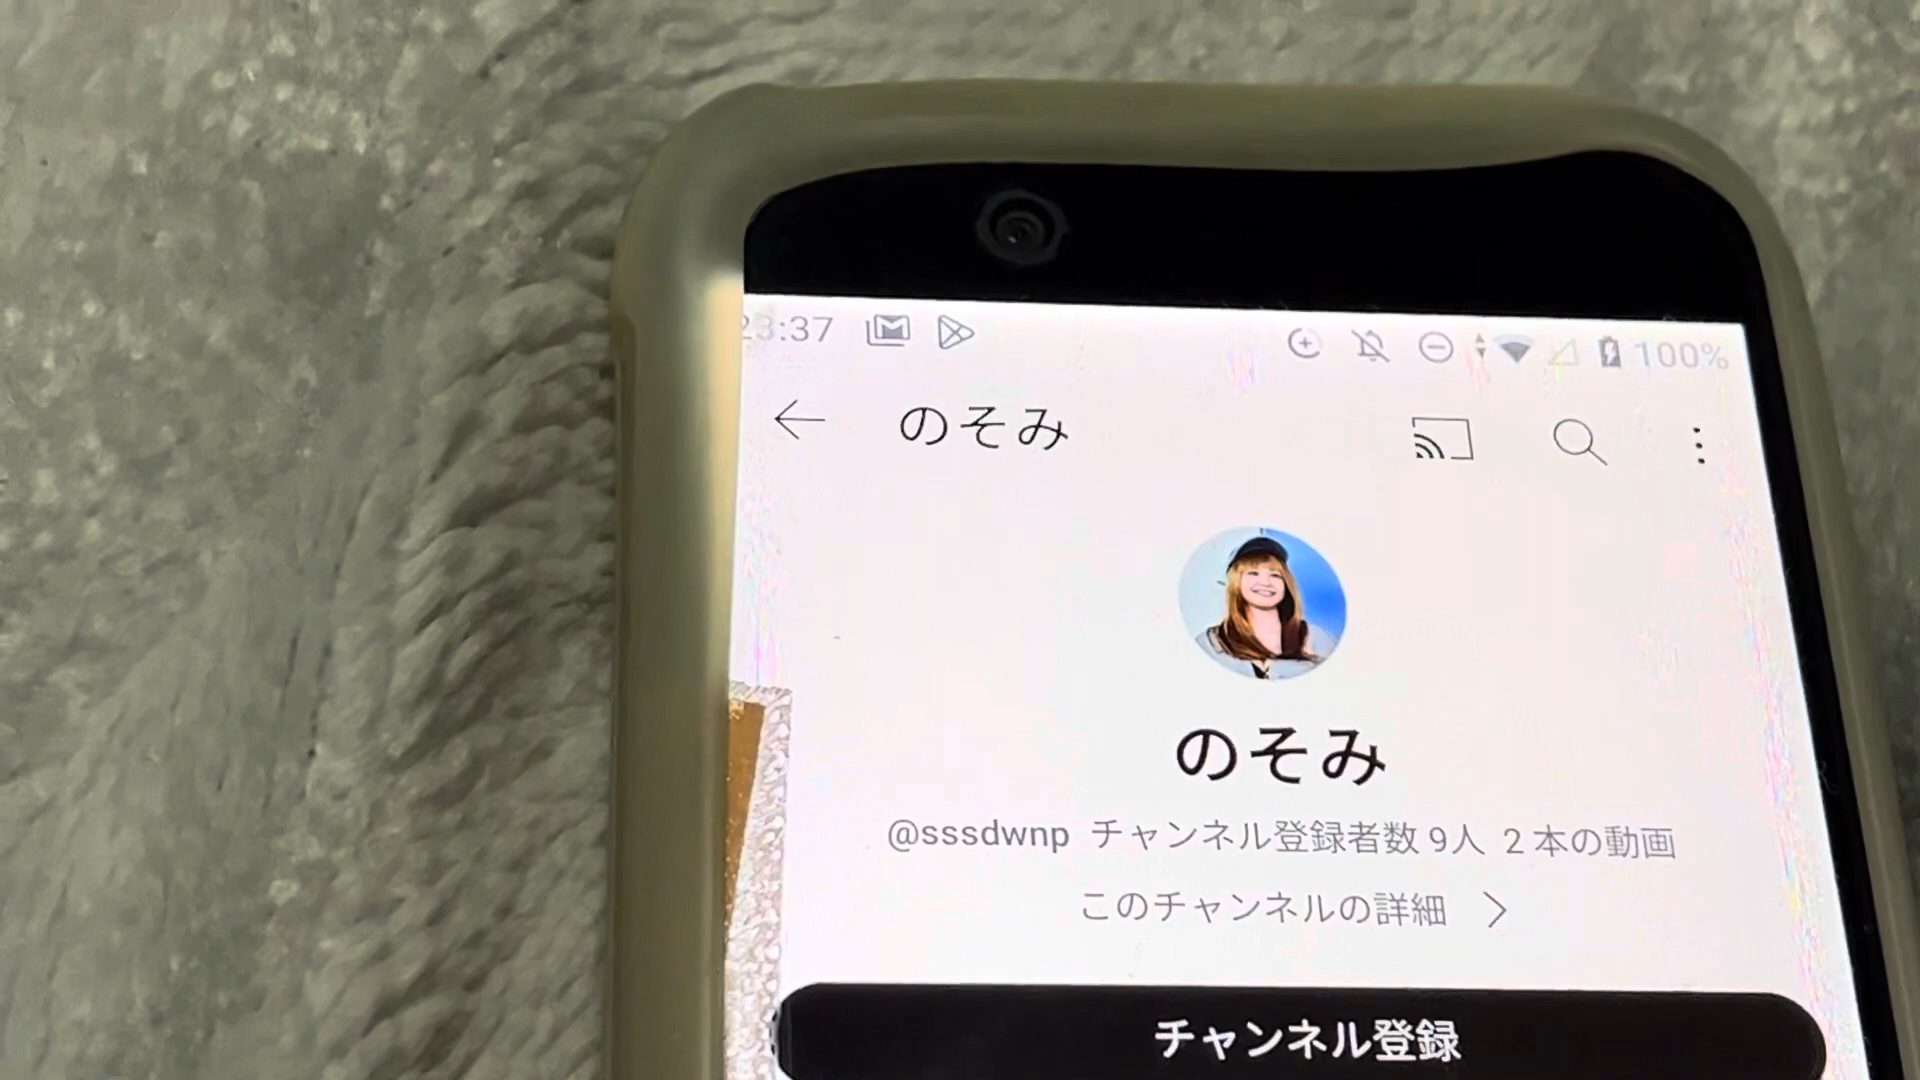 23:37 100%
のそみ
のそみ
@sssdwnp チャンネル登録者数 9人 2 本の動画
このチャンネルの詳細
チャンネル登録